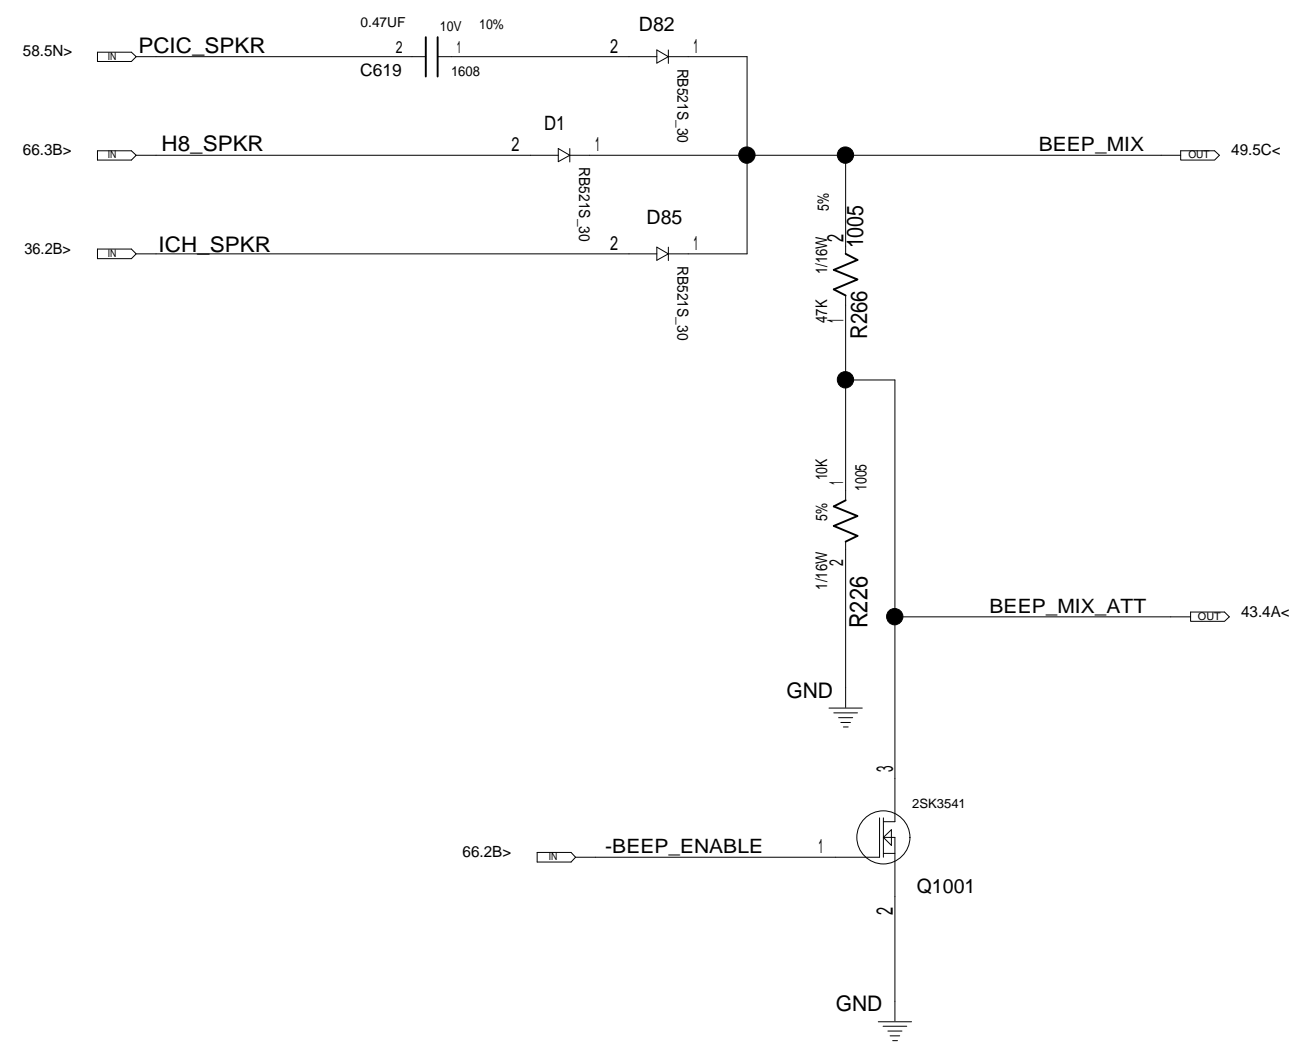 0.47UF 10V 10% D82
58.5N> IN PCIC_SPKR 2 1 2 1
C619 1608
RB521S_30
D1
66.3B> IN H8_SPKR 2 1 BEEP_MIX OUT 49.5C<
RB521S_30
D85
36.2B> IN ICH_SPKR 2 1
RB521S_30
5%
1/16W
2
1005
47K
1
R266
10K
1
1005
5%
1/16W
2
R226
BEEP_MIX_ATT OUT 43.4A<
GND
3
2SK3541
66.2B> IN -BEEP_ENABLE 1
Q1001
2
GND